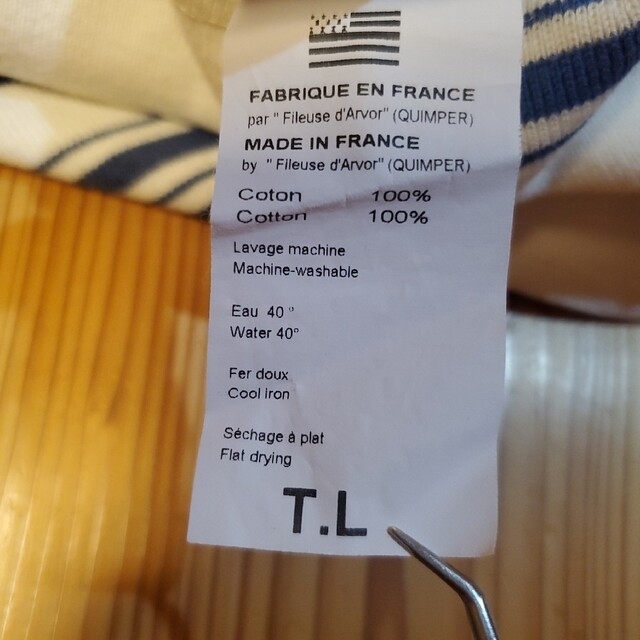 FABRIQUE EN FRANCE
par " Fileuse d'Arvor" (QUIMPER)
MADE IN FRANCE
by " Fileuse d'Arvor" (QUIMPER)
Coton 100%
Cotton 100%
Lavage machine
Machine-washable
Eau 40 °
Water 40°
Fer doux
Cool iron
Séchage à plat
Flat drying
T.L